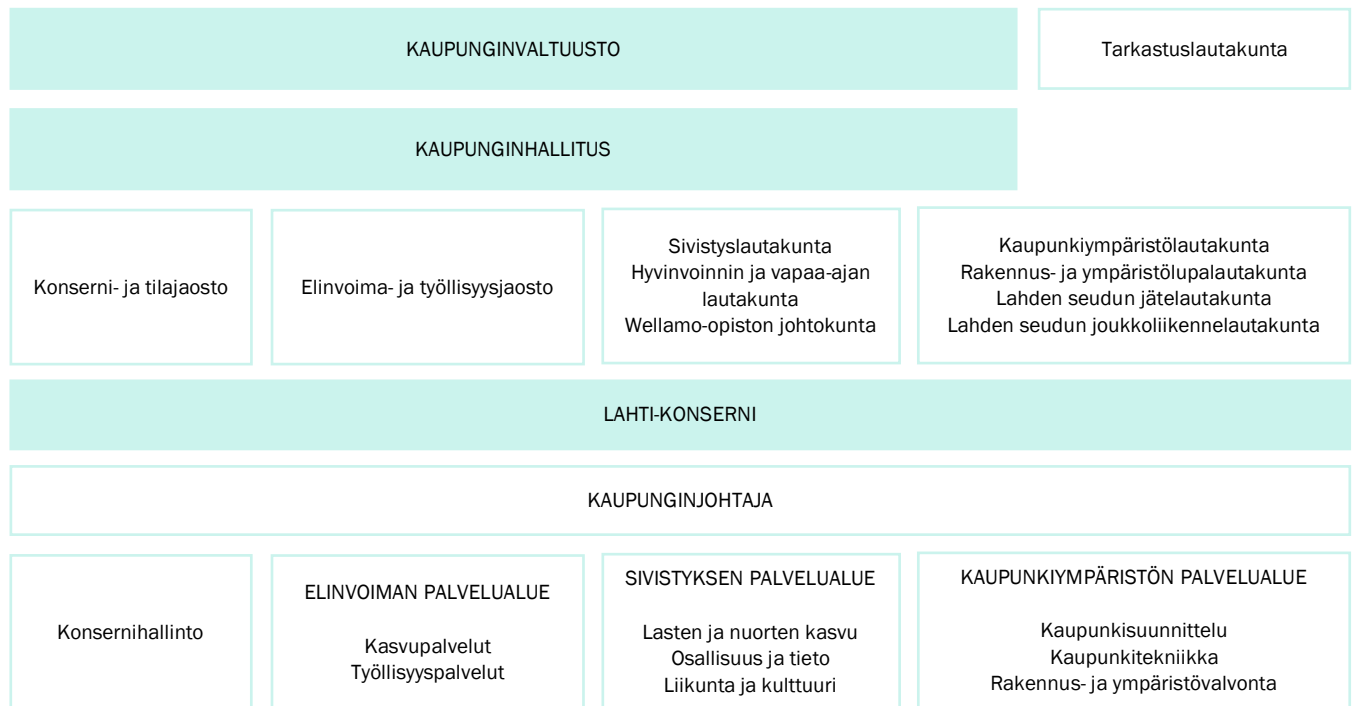 KAUPUNGINVALTUUSTO
Tarkastuslautakunta
KAUPUNGINHALLITUS
Konserni- ja tilajaosto
Elinvoima- ja työllisyysjaosto
Sivistyslautakunta
Hyvinvoinnin ja vapaa-ajan
lautakunta
Wellamo-opiston johtokunta
Kaupunkiympäristölautakunta
Rakennus- ja ympäristölupalautakunta
Lahden seudun jätelautakunta
Lahden seudun joukkoliikennelautakunta
LAHTI-KONSERNI
KAUPUNGINJOHTAJA
Konsernihallinto
ELINVOIMAN PALVELUALUE
Kasvupalvelut
Työllisyyspalvelut
SIVISTYKSEN PALVELUALUE
Lasten ja nuorten kasvu
Osallisuus ja tieto
Liikunta ja kulttuuri
KAUPUNKIYMPÄRISTÖN PALVELUALUE
Kaupunkisuunnittelu
Kaupunkitekniikka
Rakennus- ja ympäristövalvonta